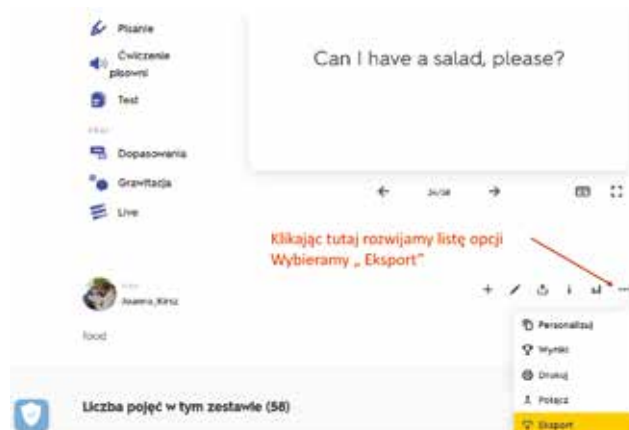 Pisanie
Ćwiczenie
pisowni
Test
Dopasowania
Grawitacja
Live
Can I have a salad, please?
Klikając tutaj rozwijamy listę opcji
Wybieramy „ Eksport”
Joanna_Kirsz
food
Personalizuj
Wyniki
Drukuj
Połącz
Eksport
Liczba pojęć w tym zestawie (58)